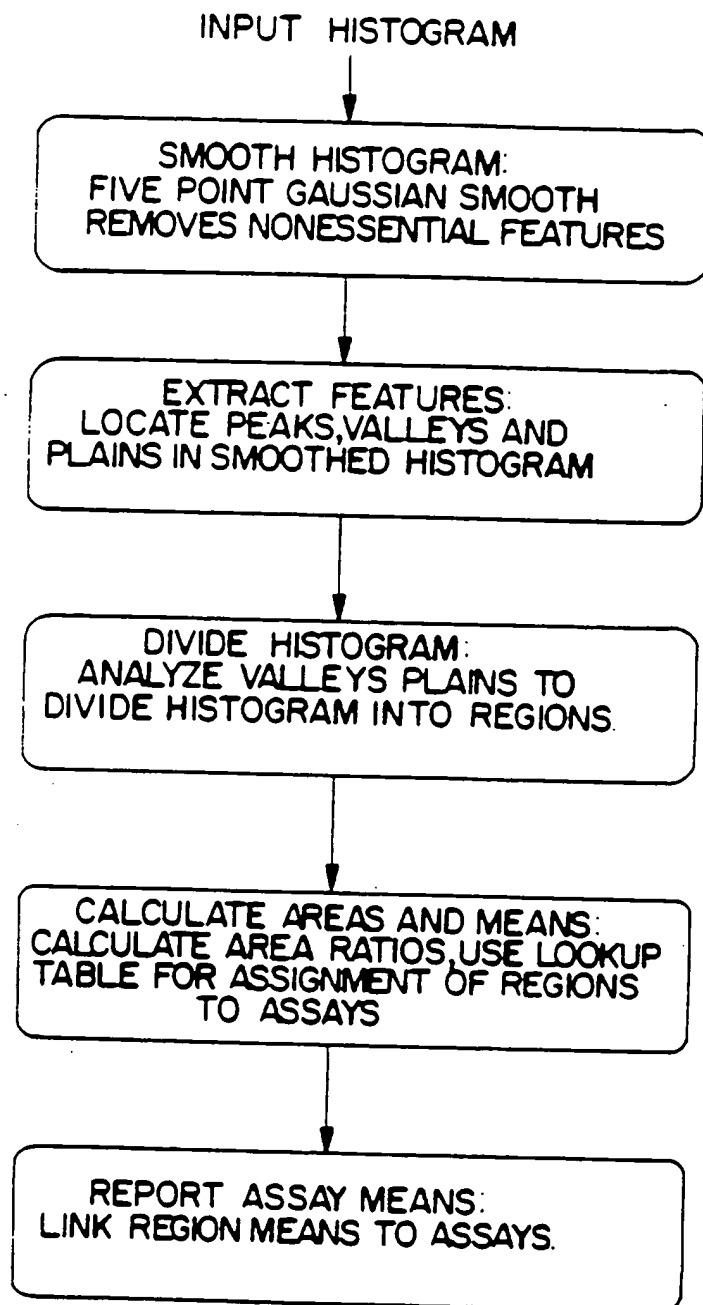 INPUT HISTOGRAM
SMOOTH HISTOGRAM:
FIVE POINT GAUSSIAN SMOOTH
REMOVES NONESSENTIAL FEATURES
EXTRACT FEATURES:
LOCATE PEAKS,VALLEYS AND
PLAINS IN SMOOTHED HISTOGRAM
DIVIDE HISTOGRAM:
ANALYZE VALLEYS PLAINS TO
DIVIDE HISTOGRAM INTO REGIONS.
CALCULATE AREAS AND MEANS:
CALCULATE AREA RATIOS,USE LOOKUP
TABLE FOR ASSIGNMENT OF REGIONS
TO ASSAYS
REPORT ASSAY MEANS:
LINK REGION MEANS TO ASSAYS.